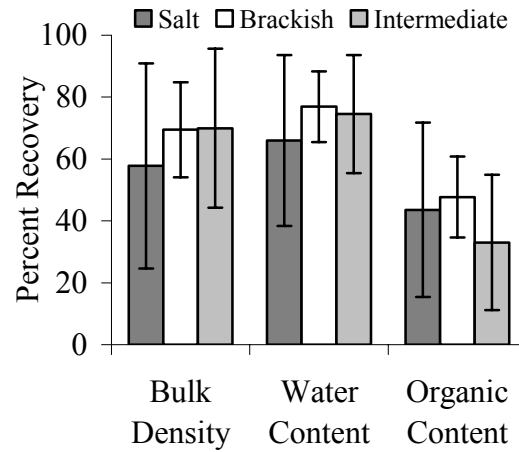 Salt Brackish Intermediate
100
80
60
40
20
0
Percent Recovery
Bulk Density
Water Content
Organic Content